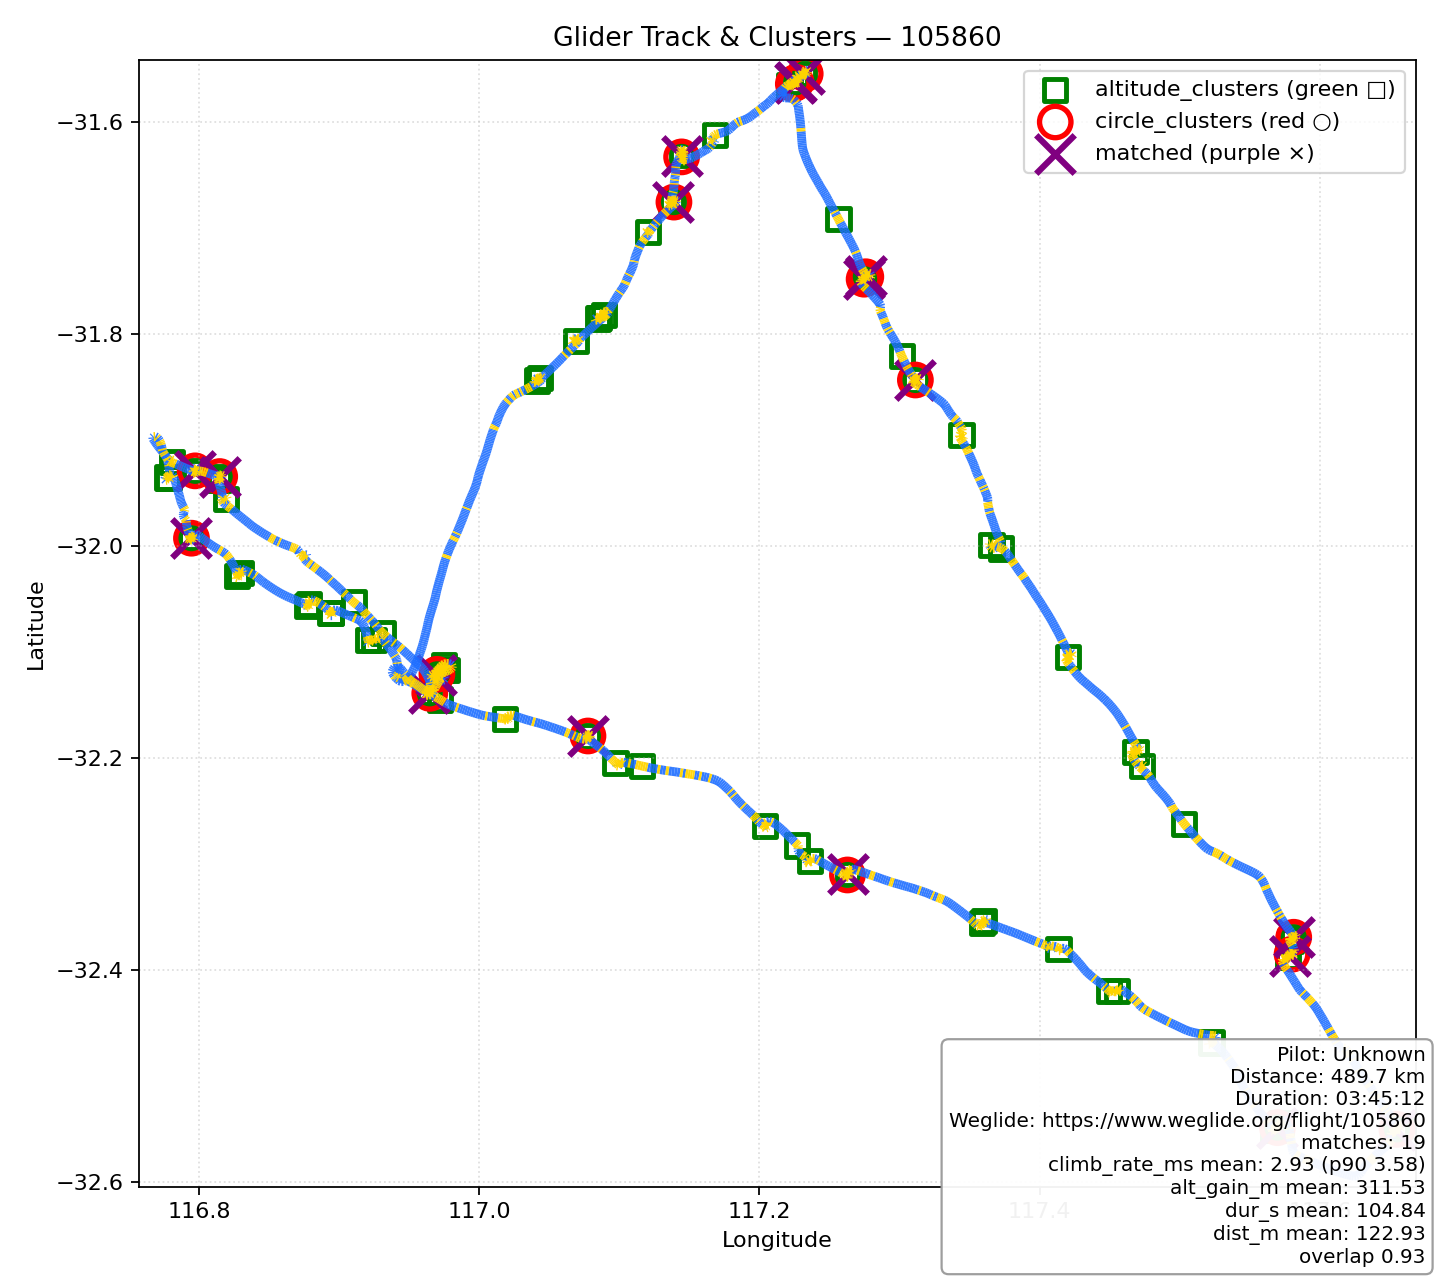 Glider Track & Clusters — 105860
altitude_clusters (green □)
circle_clusters (red ○)
matched (purple ×)
−31.6
−31.8
−32.0
−32.2
−32.4
−32.6
Latitude
116.8
117.0
117.2
117.4
Longitude
Pilot: Unknown
Distance: 489.7 km
Duration: 03:45:12
Weglide: https://www.weglide.org/flight/105860
matches: 19
climb_rate_ms mean: 2.93 (p90 3.58)
alt_gain_m mean: 311.53
dur_s mean: 104.84
dist_m mean: 122.93
overlap 0.93